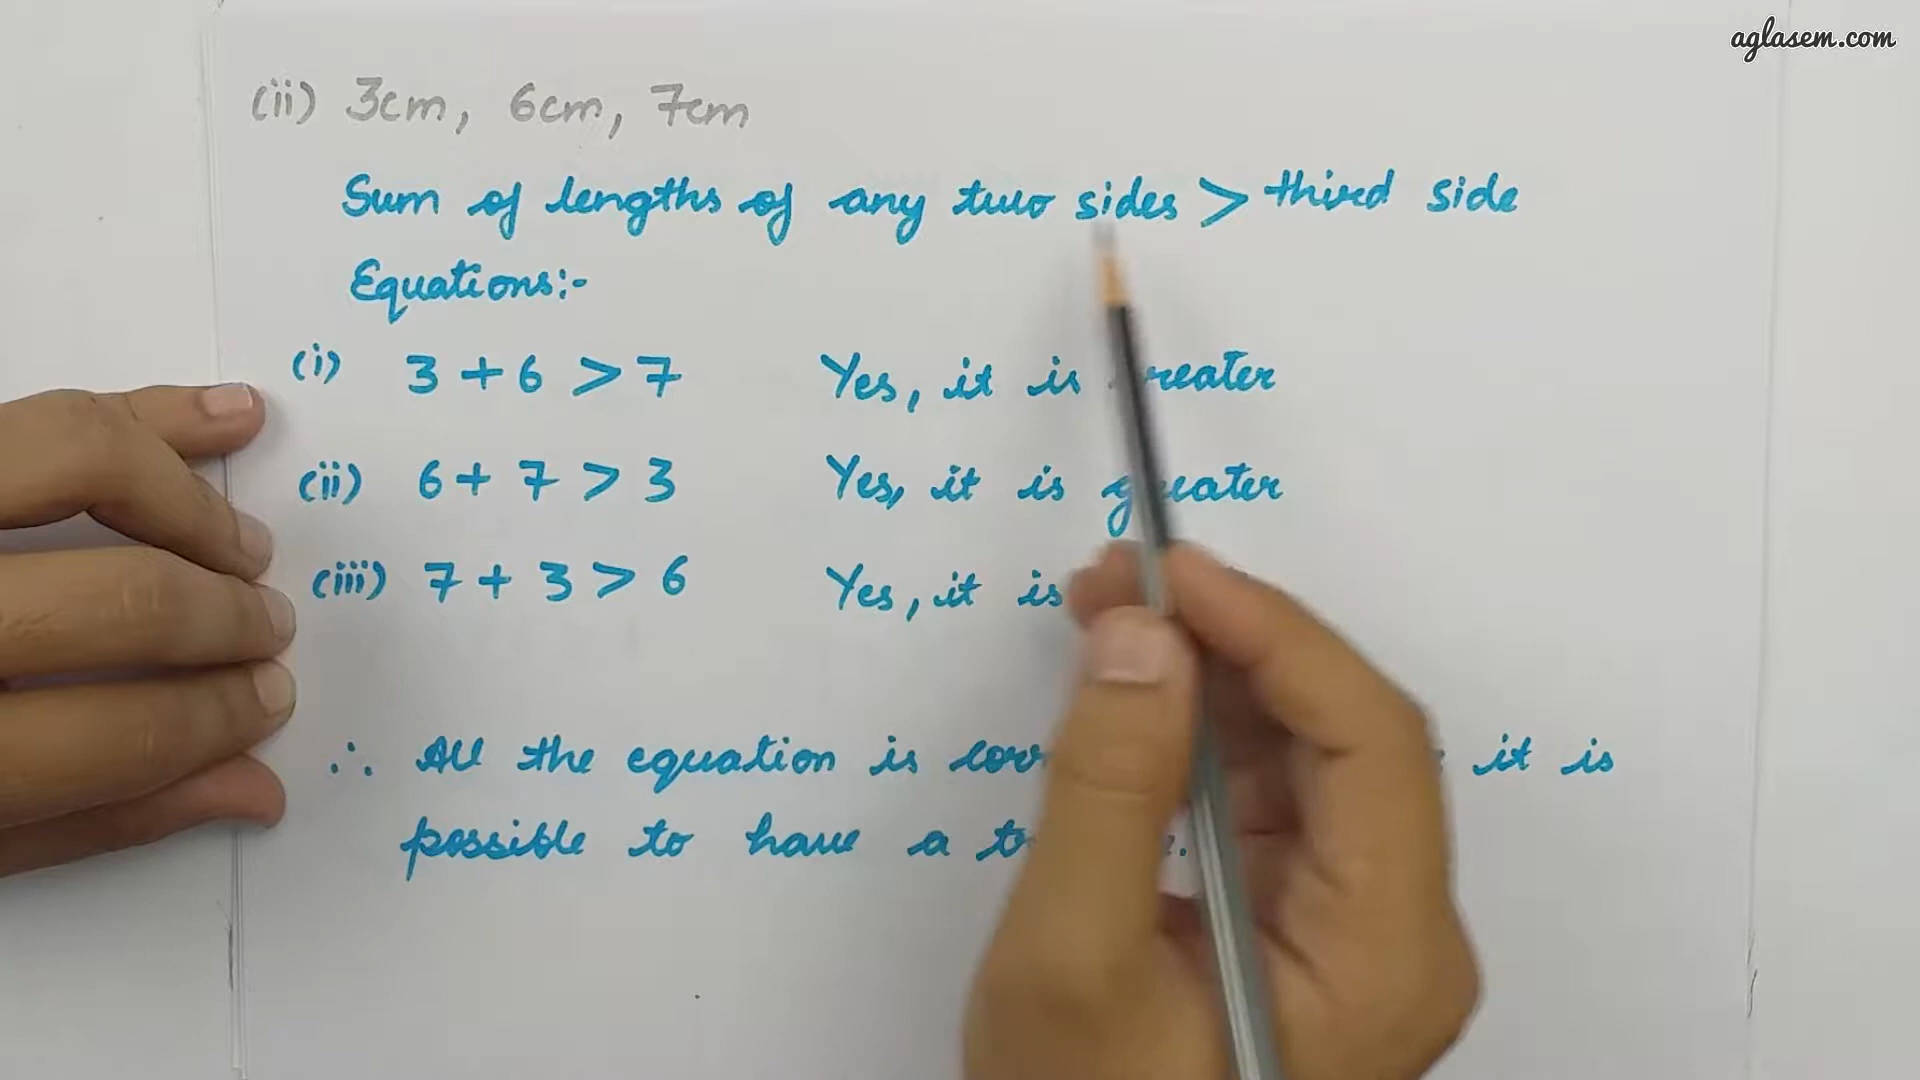 aglasem.com
(ii) 3cm, 6cm, 7cm
Sum of lengths of any two sides > third side
Equations:-
(i) 3 + 6 > 7 Yes, it is
(ii) 6 + 7 > 3 Yes, it is greater
(iii) 7 + 3 > 6 Yes, it is
∴ All the equation is it is
possible to have a